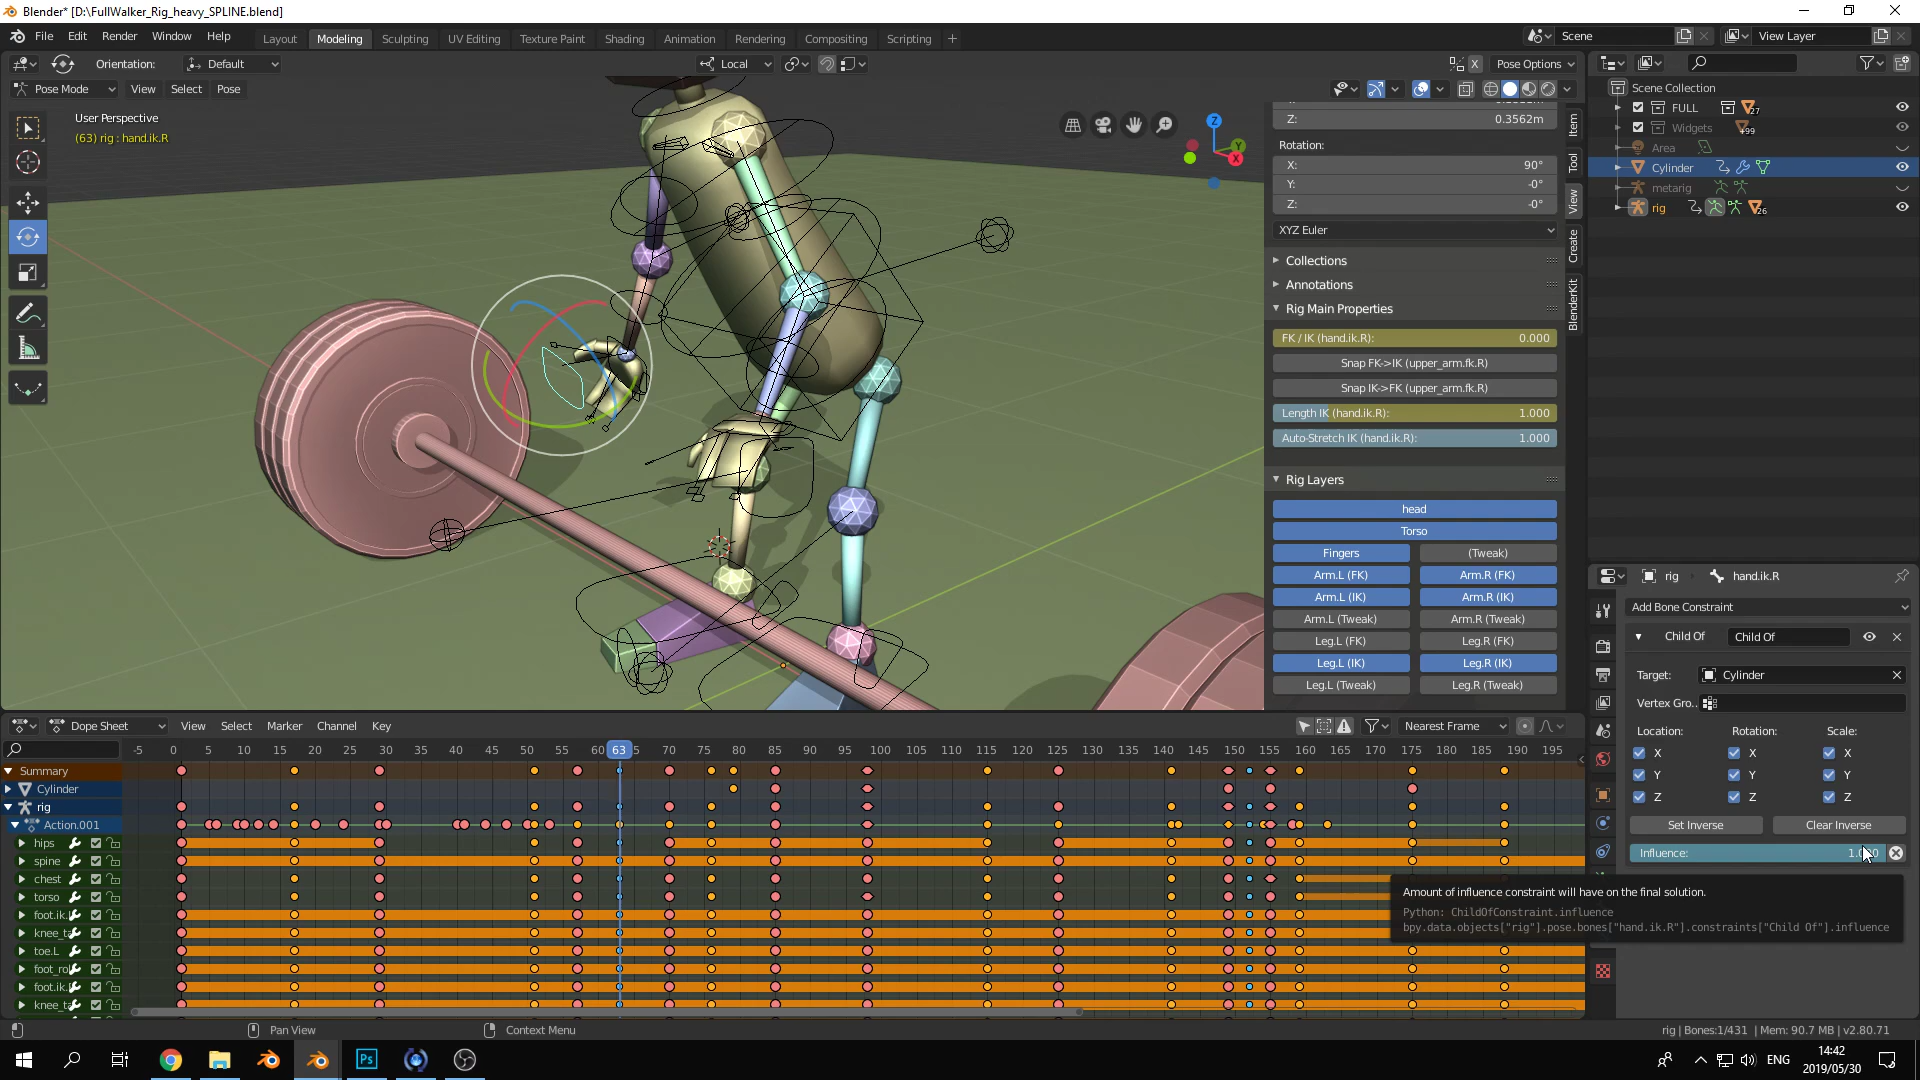 Blender* [D:\FullWalker_Rig_heavy_SPLINE.blend]
File Edit Render Window Help
Layout Modeling Sculpting UV Editing Texture Paint Shading Animation Rendering Compositing Scripting +
Scene
View Layer
Orientation: Default
Local
X Pose Options
Pose Mode View Select Pose
User Perspective
(63) rig : hand.ik.R
Z
Y
X
Z: 0.3562m
Rotation:
X: 90°
Y: -0°
Z: -0°
XYZ Euler
Collections
Annotations
Rig Main Properties
FK / IK (hand.ik.R): 0.000
Snap FK->IK (upper_arm.fk.R)
Snap IK->FK (upper_arm.fk.R)
Length IK (hand.ik.R): 1.000
Auto-Stretch IK (hand.ik.R): 1.000
Rig Layers
head
Torso
Fingers (Tweak)
Arm.L (FK) Arm.R (FK)
Arm.L (IK) Arm.R (IK)
Arm.L (Tweak) Arm.R (Tweak)
Leg.L (FK) Leg.R (FK)
Leg.L (IK) Leg.R (IK)
Leg.L (Tweak) Leg.R (Tweak)
Item
Tool
View
Create
BlenderKit
Scene Collection
FULL 27
Widgets +99
Area
Cylinder
metarig
rig 26
rig hand.ik.R
Add Bone Constraint
Child Of Child Of
Target: Cylinder
Vertex Gro..
Location: Rotation: Scale:
X X X
Y Y Y
Z Z Z
Set Inverse Clear Inverse
Influence:
Amount of influence constraint will have on the final solution.
Python: ChildOfConstraint.influence
bpy.data.objects["rig"].pose.bones["hand.ik.R"].constraints["Child Of"].influence
Dope Sheet View Select Marker Channel Key
Nearest Frame
-5 0 5 10 15 20 25 30 35 40 45 50 55 60 63 70 75 80 85 90 95 100 105 110 115 120 125 130 135 140 145 150 155 160 165 170 175 180 185 190 195
Summary
Cylinder
rig
Action.001
hips
spine
chest
torso
foot.ik.
knee_ta
toe.L
foot_ro
foot.ik.
knee_ta
Pan View
Context Menu
rig | Bones:1/431 | Mem: 90.7 MB | v2.80.71
Ps
ENG
14:42
2019/05/30